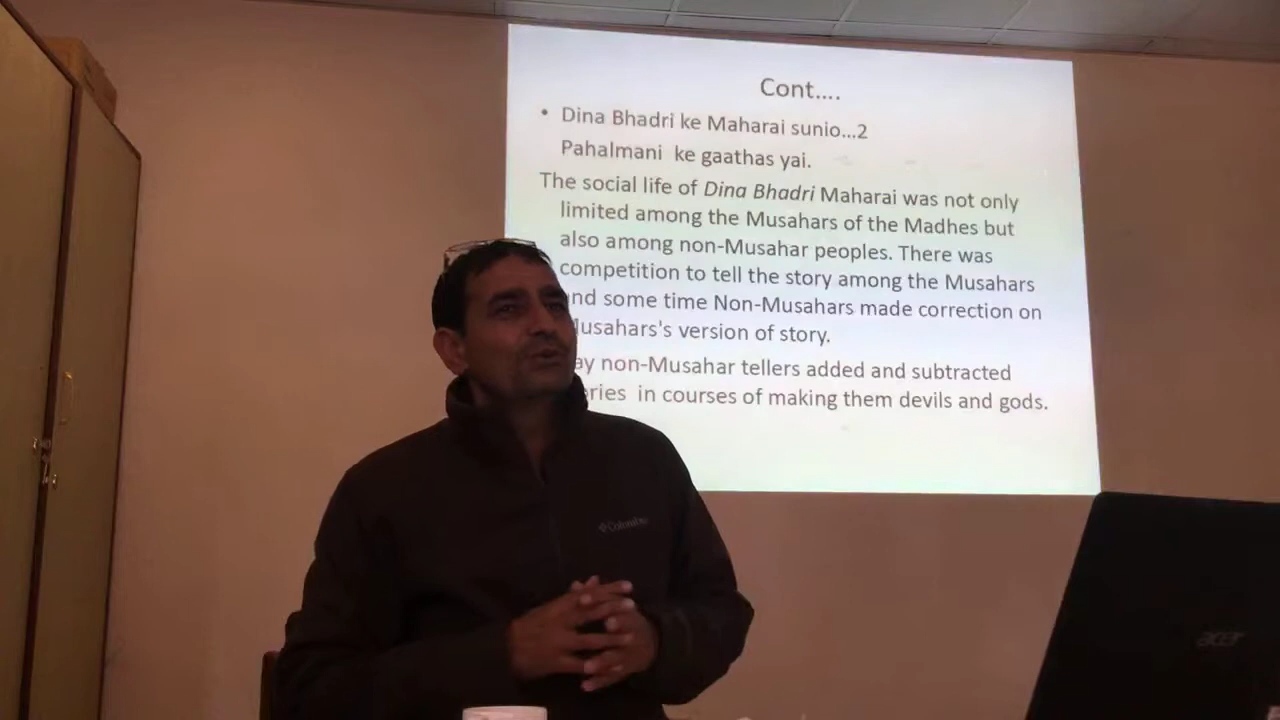 Cont....
• Dina Bhadri ke Maharai sunio...2
Pahalmani ke gaathas yai.
The social life of Dina Bhadri Maharai was not only
limited among the Musahars of the Madhes but
also among non-Musahar peoples. There was
competition to tell the story among the Musahars
and some time Non-Musahars made correction on
Musahars's version of story.
non-Musahar tellers added and subtracted
in courses of making them devils and gods.
Columbia
acer